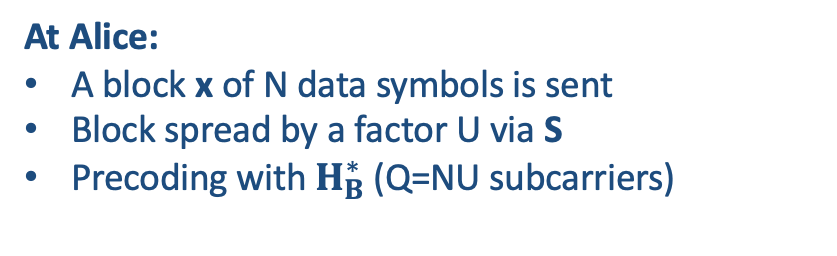 At Alice:
• A block x of N data symbols is sent
• Block spread by a factor U via S
• Precoding with H*B (Q=NU subcarriers)